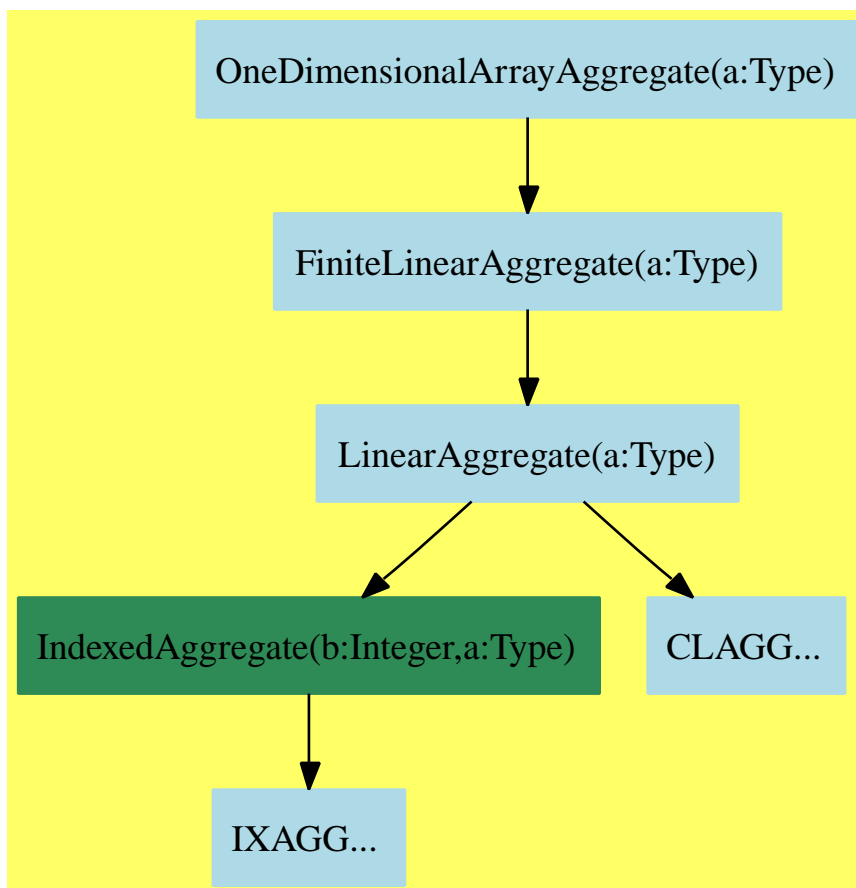 OneDimensionalArrayAggregate(a:Type)
FiniteLinearAggregate(a:Type)
LinearAggregate(a:Type)
IndexedAggregate(b:Integer,a:Type)
CLAGG...
IXAGG...